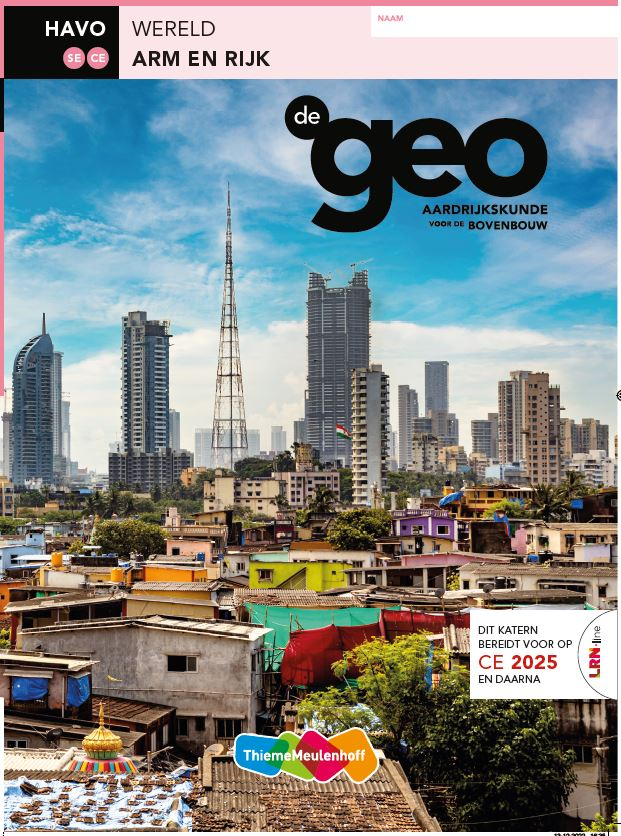 HAVO
SE CE
WERELD
ARM EN RIJK
NAAM
de
geo
AARDRIJKSKUNDE
VOOR DE BOVENBOUW
DIT KATERN
BEREIDT VOOR OP
CE 2025
EN DAARNA
LRN-line
ThiemeMeulenhoff